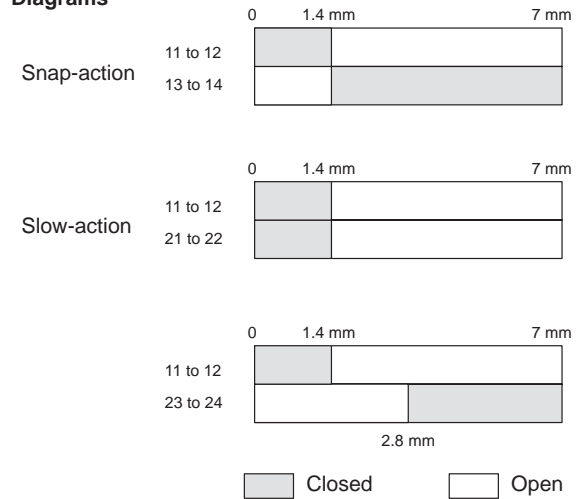 Diagrams
0 1.4 mm 7 mm
11 to 12
Snap-action
13 to 14
0 1.4 mm 7 mm
11 to 12
Slow-action
21 to 22
0 1.4 mm 7 mm
11 to 12
23 to 24
2.8 mm
Closed Open